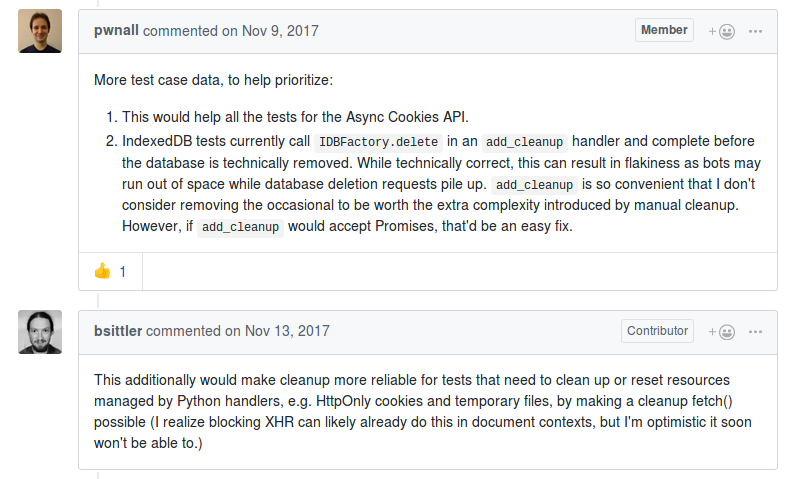 pwnall commented on Nov 9, 2017 Member
More test case data, to help prioritize:
1. This would help all the tests for the Async Cookies API.
2. IndexedDB tests currently call IDBFactory.delete in an add_cleanup handler and complete before
the database is technically removed. While technically correct, this can result in flakiness as bots may
run out of space while database deletion requests pile up. add_cleanup is so convenient that I don't
consider removing the occasional to be worth the extra complexity introduced by manual cleanup.
However, if add_cleanup would accept Promises, that'd be an easy fix.
1
bsittler commented on Nov 13, 2017 Contributor
This additionally would make cleanup more reliable for tests that need to clean up or reset resources
managed by Python handlers, e.g. HttpOnly cookies and temporary files, by making a cleanup fetch()
possible (I realize blocking XHR can likely already do this in document contexts, but I'm optimistic it soon
won't be able to.)